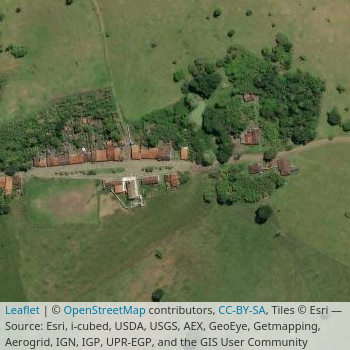 Leaflet | © OpenStreetMap contributors, CC-BY-SA, Tiles © Esri —
Source: Esri, i-cubed, USDA, USGS, AEX, GeoEye, Getmapping,
Aerogrid, IGN, IGP, UPR-EGP, and the GIS User Community